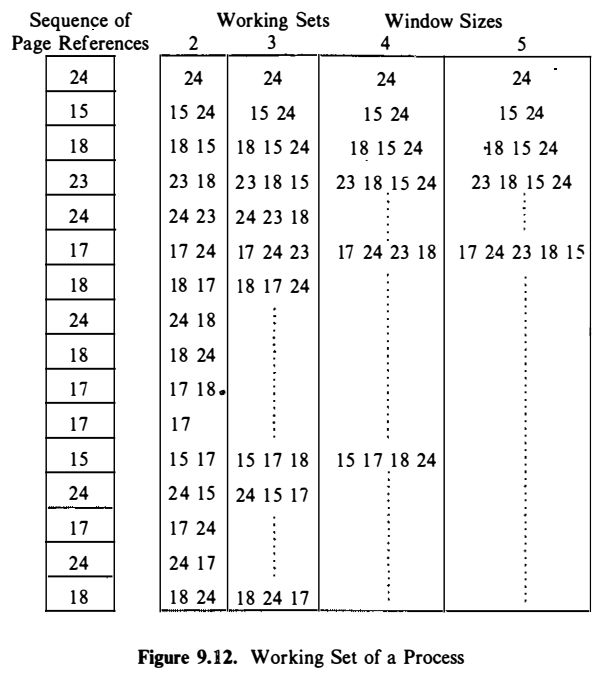 Sequence of Working Sets Window Sizes
Page References 2 3 4 5
24 24 24 24 24
15 15 24 15 24 15 24 15 24
18 18 15 18 15 24 18 15 24 18 15 24
23 23 18 23 18 15 23 18 15 24 23 18 15 24
24 24 23 24 23 18
17 17 24 17 24 23 17 24 23 18 17 24 23 18 15
18 18 17 18 17 24
24 24 18
18 18 24
17 17 18
17 17
15 15 17 15 17 18 15 17 18 24
24 24 15 24 15 17
17 17 24
24 24 17
18 18 24 18 24 17
Figure 9.12. Working Set of a Process